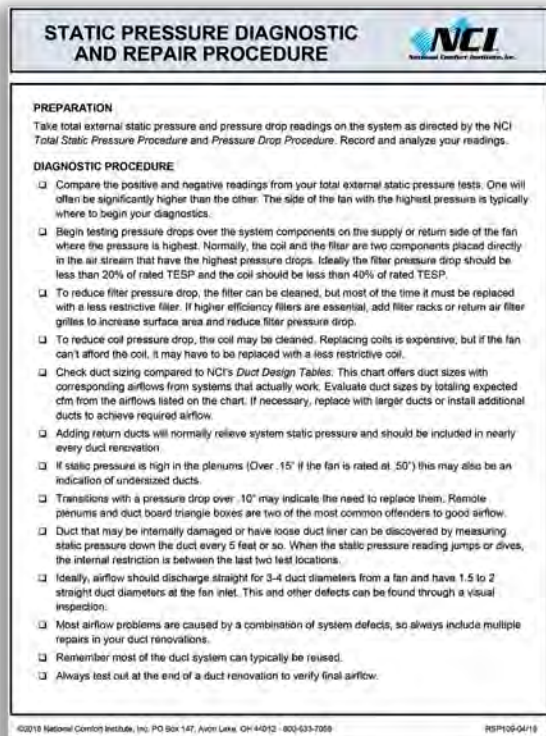 STATIC PRESSURE DIAGNOSTIC
AND REPAIR PROCEDURE
NCI
National Comfort Institute, Inc.
PREPARATION
Take total external static pressure and pressure drop readings on the system as directed by the NCI
Total Static Pressure Procedure and Pressure Drop Procedure. Record and analyze your readings.
DIAGNOSTIC PROCEDURE
❑ Compare the positive and negative readings from your total external static pressure tests. One will
often be significantly higher than the other. The side of the fan with the highest pressure is typically
where to begin your diagnostics.
❑ Begin testing pressure drops over the system components on the supply or return side of the fan
where the pressure is highest. Normally, the coil and the filter are two components placed directly
in the air stream that have the highest pressure drops. Ideally the filter pressure drop should be
less than 20% of rated TESP and the coil should be less than 40% of rated TESP.
❑ To reduce filter pressure drop, the filter can be cleaned, but most of the time it must be replaced
with a less restrictive filter. If higher efficiency filters are essential, add filter racks or return air filter
grilles to increase surface area and reduce filter pressure drop.
❑ To reduce coil pressure drop, the coil may be cleaned. Replacing coils is expensive, but if the fan
can't afford the coil, it may have to be replaced with a less restrictive coil.
❑ Check duct sizing compared to NCI's Duct Design Tables. This chart offers duct sizes with
corresponding airflows from systems that actually work. Evaluate duct sizes by totaling expected
cfm from the airflows listed on the chart. If necessary, replace with larger ducts or install additional
ducts to achieve required airflow.
❑ Adding return ducts will normally relieve system static pressure and should be included in nearly
every duct renovation.
❑ If static pressure is high in the plenums (Over .15" if the fan is rated at .50") this may also be an
indication of undersized ducts.
❑ Transitions with a pressure drop over .10" may indicate the need to replace them. Remote
plenums and duct board triangle boxes are two of the most common offenders to good airflow.
❑ Duct that may be internally damaged or have loose duct liner can be discovered by measuring
static pressure down the duct every 5 feet or so. When the static pressure reading jumps or dives,
the internal restriction is between the last two test locations.
❑ Ideally, airflow should discharge straight for 3-4 duct diameters from a fan and have 1.5 to 2
straight duct diameters at the fan inlet. This and other defects can be found through a visual
inspection.
❑ Most airflow problems are caused by a combination of system defects, so always include multiple
repairs in your duct renovations.
❑ Remember most of the duct system can typically be reused.
❑ Always test out at the end of a duct renovation to verify final airflow.
©2018 National Comfort Institute, Inc. PO Box 147, Avon Lake, OH 44012 - 800-633-7058
RSP109-04/18